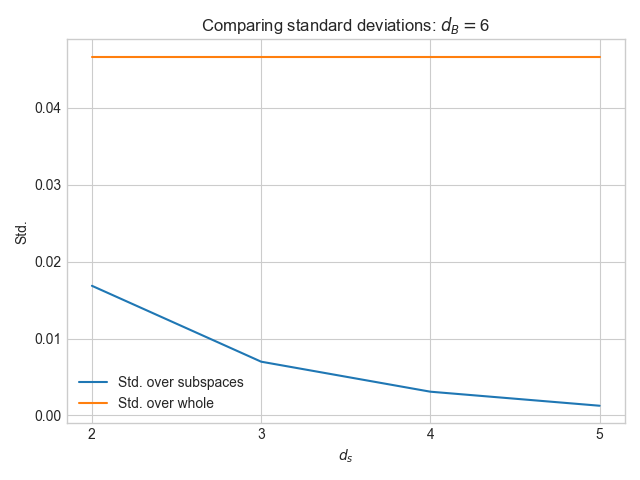 Comparing standard deviations: $d_B = 6$
Std.
0.04
0.03
0.02
0.01
0.00
Std. over subspaces
Std. over whole
2 3 4 5
$d_s$